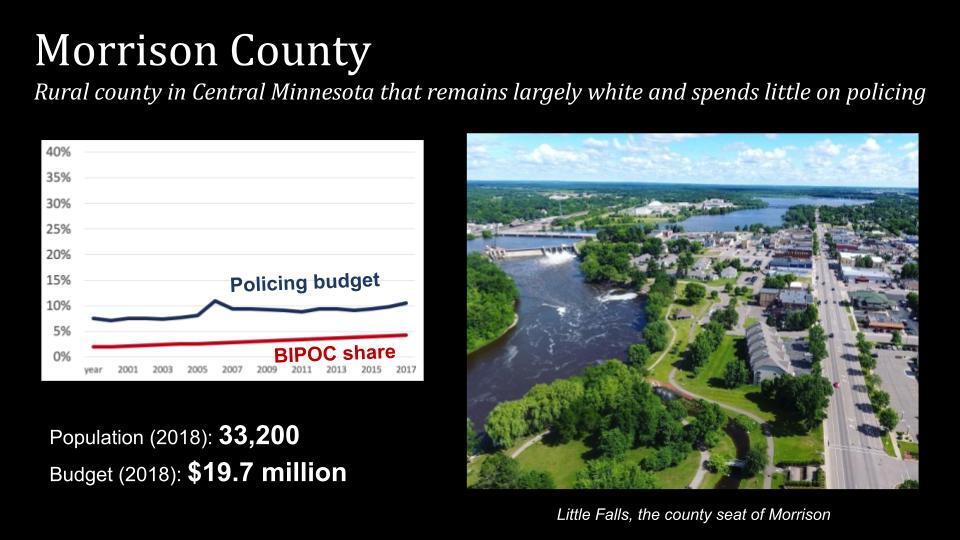 Morrison County
Rural county in Central Minnesota that remains largely white and spends little on policing
40%
35%
30%
25%
20%
15%
10%
5%
0%
Policing budget
BIPOC share
year 2001 2003 2005 2007 2009 2011 2013 2015 2017
Population (2018): 33,200
Budget (2018): $19.7 million
Little Falls, the county seat of Morrison